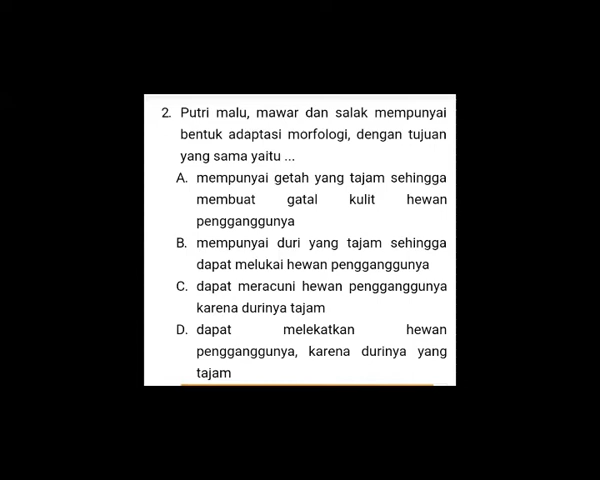 2. Putri malu, mawar dan salak mempunyai
bentuk adaptasi morfologi, dengan tujuan
yang sama yaitu ...
A. mempunyai getah yang tajam sehingga
membuat gatal kulit hewan
pengganggunya
B. mempunyai duri yang tajam sehingga
dapat melukai hewan pengganggunya
C. dapat meracuni hewan pengganggunya
karena durinya tajam
D. dapat melekatkan hewan
pengganggunya, karena durinya yang
tajam